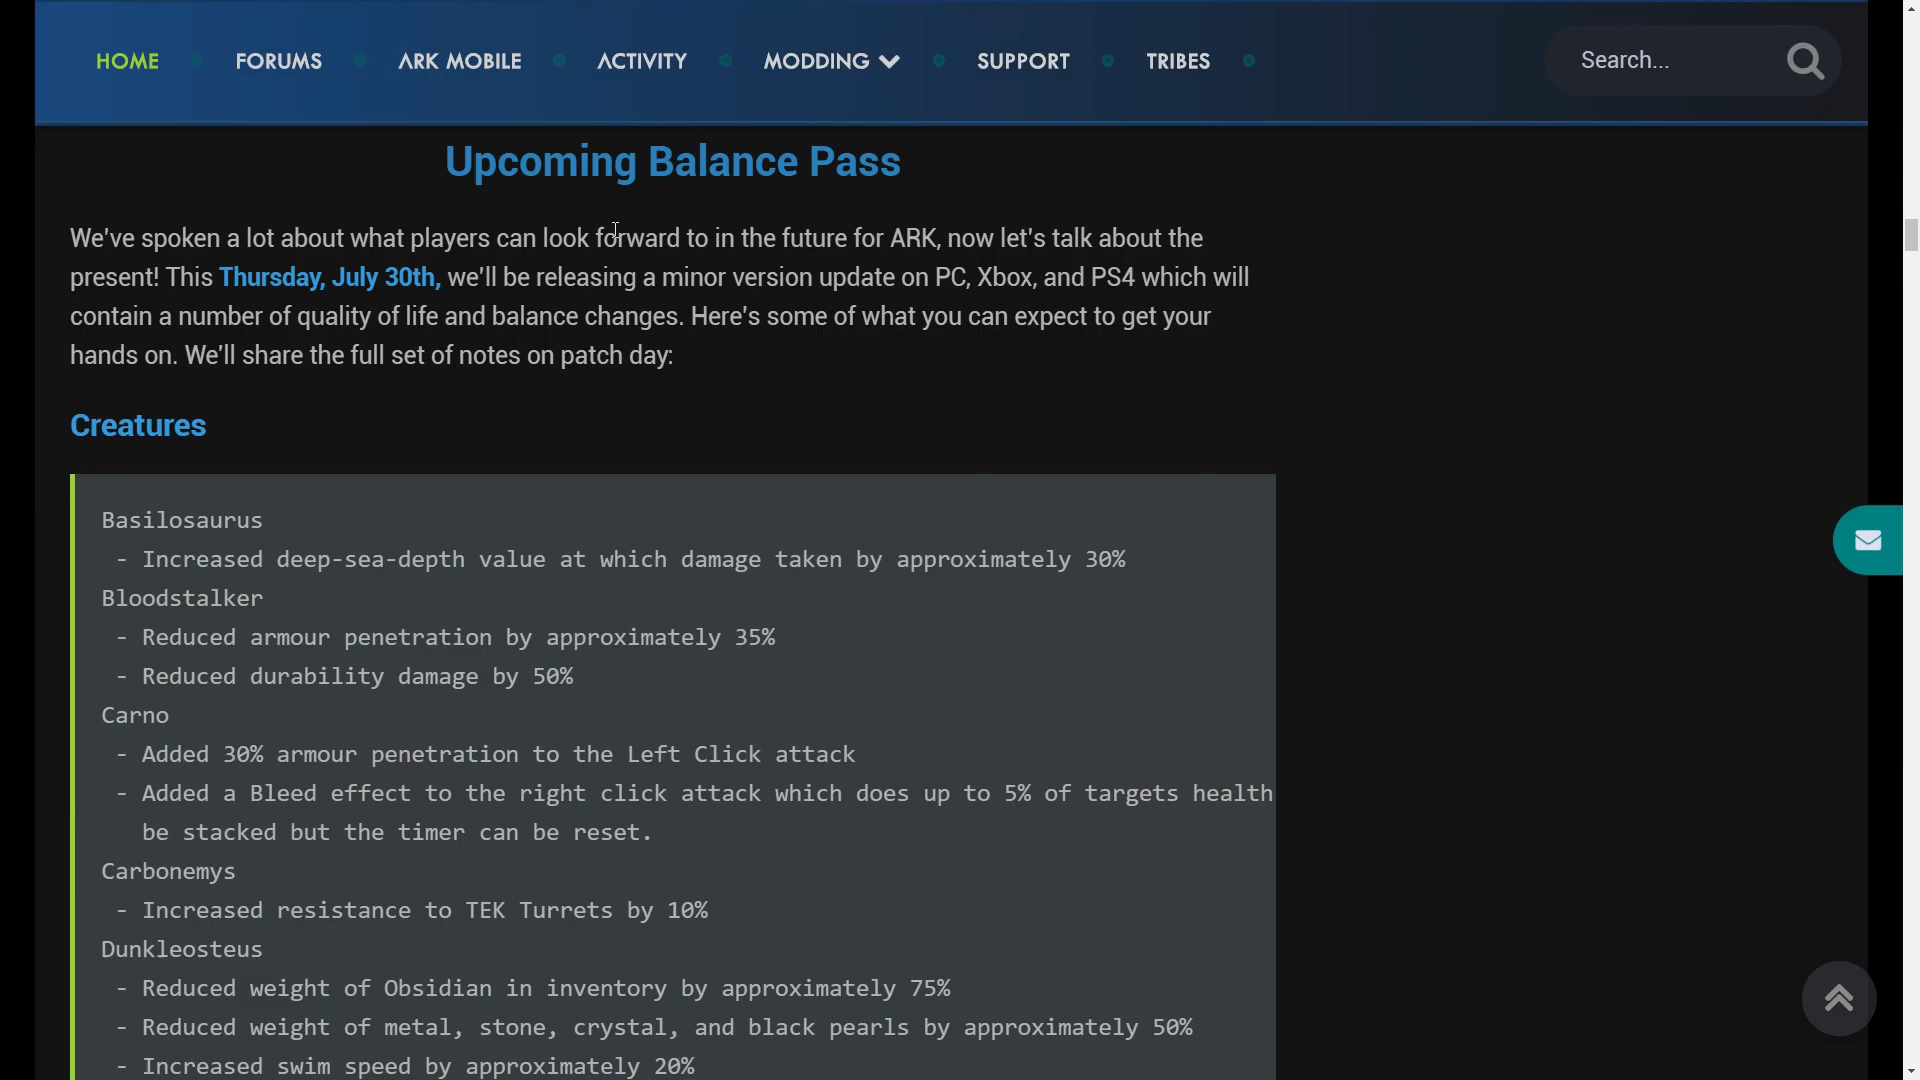 HOME FORUMS ARK MOBILE ACTIVITY MODDING SUPPORT TRIBES Search...
Upcoming Balance Pass
We've spoken a lot about what players can look forward to in the future for ARK, now let's talk about the
present! This Thursday, July 30th, we'll be releasing a minor version update on PC, Xbox, and PS4 which will
contain a number of quality of life and balance changes. Here's some of what you can expect to get your
hands on. We'll share the full set of notes on patch day:
Creatures
Basilosaurus
- Increased deep-sea-depth value at which damage taken by approximately 30%
Bloodstalker
- Reduced armour penetration by approximately 35%
- Reduced durability damage by 50%
Carno
- Added 30% armour penetration to the Left Click attack
- Added a Bleed effect to the right click attack which does up to 5% of targets health
be stacked but the timer can be reset.
Carbonemys
- Increased resistance to TEK Turrets by 10%
Dunkleosteus
- Reduced weight of Obsidian in inventory by approximately 75%
- Reduced weight of metal, stone, crystal, and black pearls by approximately 50%
- Increased swim speed by approximately 20%